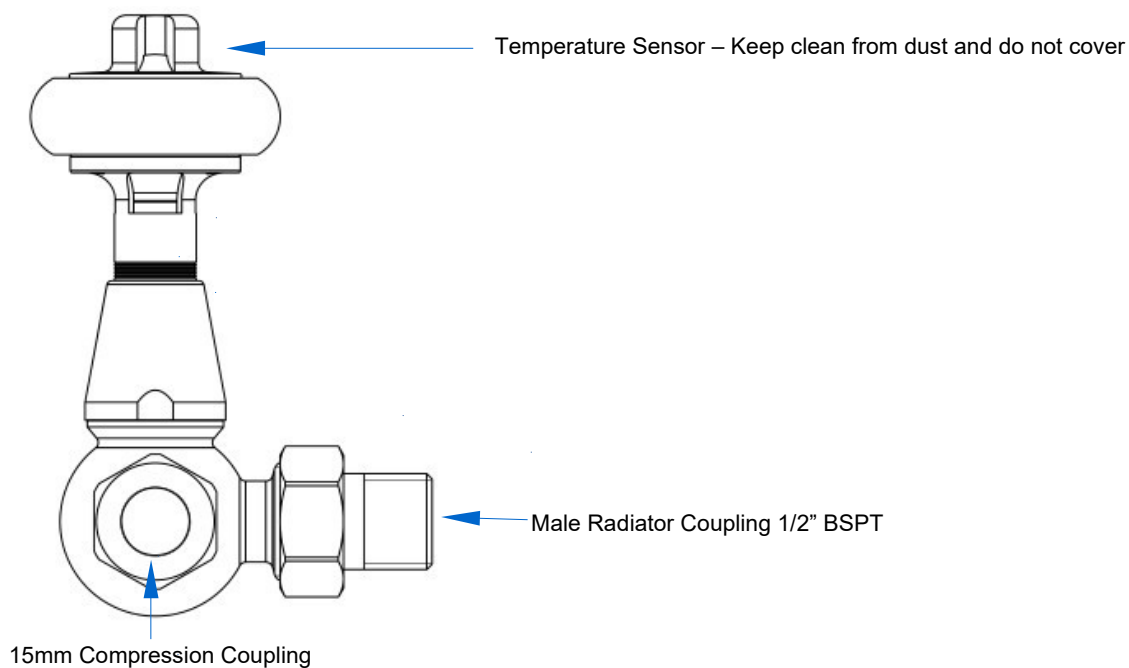 Temperature Sensor – Keep clean from dust and do not cover
Male Radiator Coupling 1/2” BSPT
15mm Compression Coupling